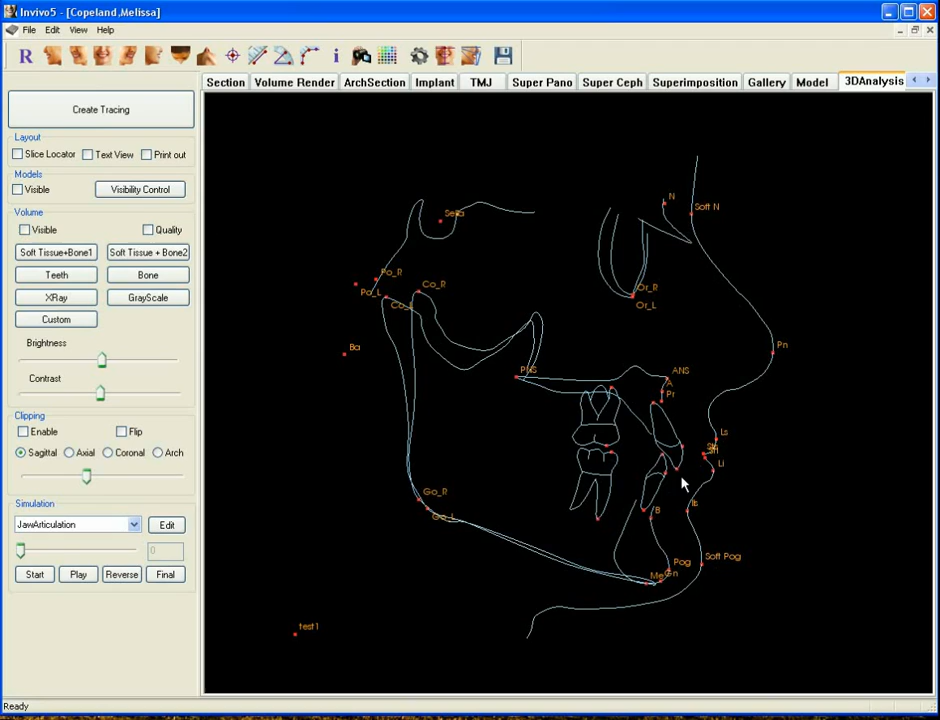 Invivo5 - [Copeland,Melissa]
File Edit View Help
R i
Section Volume Render ArchSection Implant TMJ Super Pano Super Ceph Superimposition Gallery Model 3DAnalysis
Create Tracing
Layout
Slice Locator Text View Print out
Models
Visible Visibility Control
Volume
Visible Quality
Soft Tissue+Bone1 Soft Tissue + Bone2
Teeth Bone
XRay GrayScale
Custom
Brightness
Contrast
Clipping
Enable Flip
Sagittal Axial Coronal Arch
Simulation
JawArticulation Edit
0
Start Play Reverse Final
N
Soft N
Sella
Po_R
Po_L
Co_R
Co_L
Or_R
Or_L
Ba
Pn
PNS
ANS
A
Pr
Ls
Li
Go_R
Go_L
B
Soft Pog
Pog
Me
Gn
test1
Ready